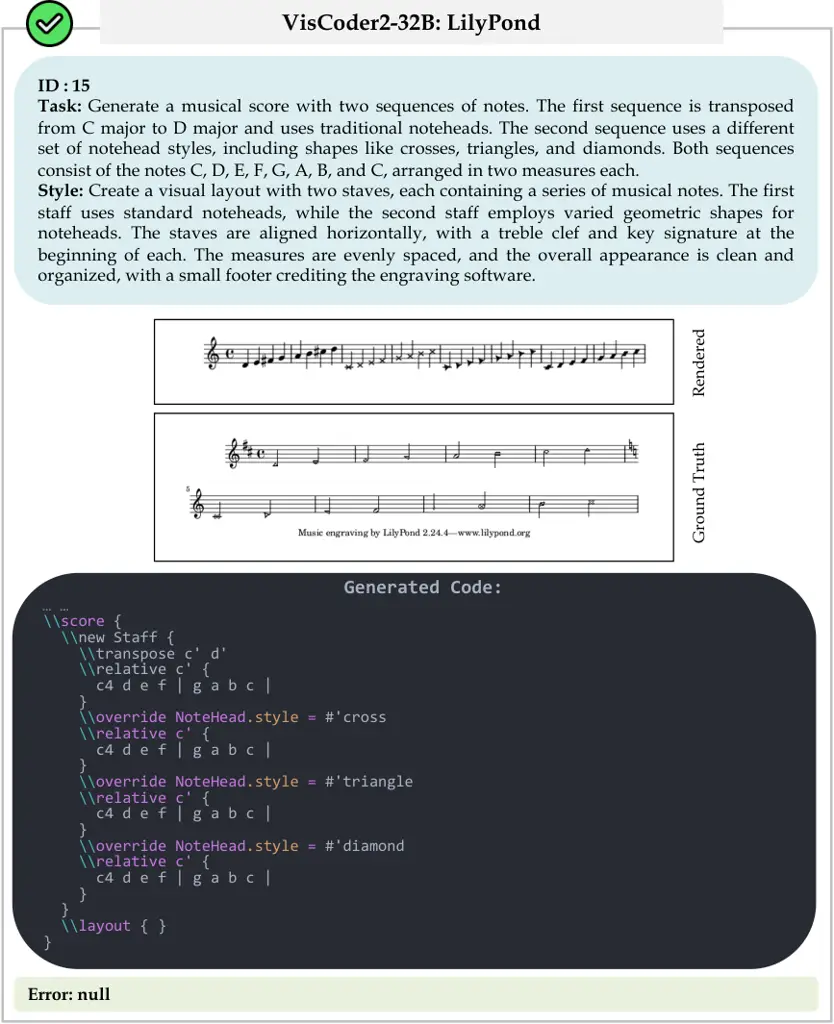 VisCoder2-32B: LilyPond
ID : 15
Task: Generate a musical score with two sequences of notes. The first sequence is transposed
from C major to D major and uses traditional noteheads. The second sequence uses a different
set of notehead styles, including shapes like crosses, triangles, and diamonds. Both sequences
consist of the notes C, D, E, F, G, A, B, and C, arranged in two measures each.
Style: Create a visual layout with two staves, each containing a series of musical notes. The first
staff uses standard noteheads, while the second staff employs varied geometric shapes for
noteheads. The staves are aligned horizontally, with a treble clef and key signature at the
beginning of each. The measures are evenly spaced, and the overall appearance is clean and
organized, with a small footer crediting the engraving software.
Rendered
5
Music engraving by LilyPond 2.24.4—www.lilypond.org
Ground Truth
Generated Code:
… …
\\score {
\\new Staff {
\\transpose c' d'
\\relative c' {
c4 d e f | g a b c |
}
\\override NoteHead.style = #'cross
\\relative c' {
c4 d e f | g a b c |
}
\\override NoteHead.style = #'triangle
\\relative c' {
c4 d e f | g a b c |
}
\\override NoteHead.style = #'diamond
\\relative c' {
c4 d e f | g a b c |
}
}
\\layout { }
}
Error: null